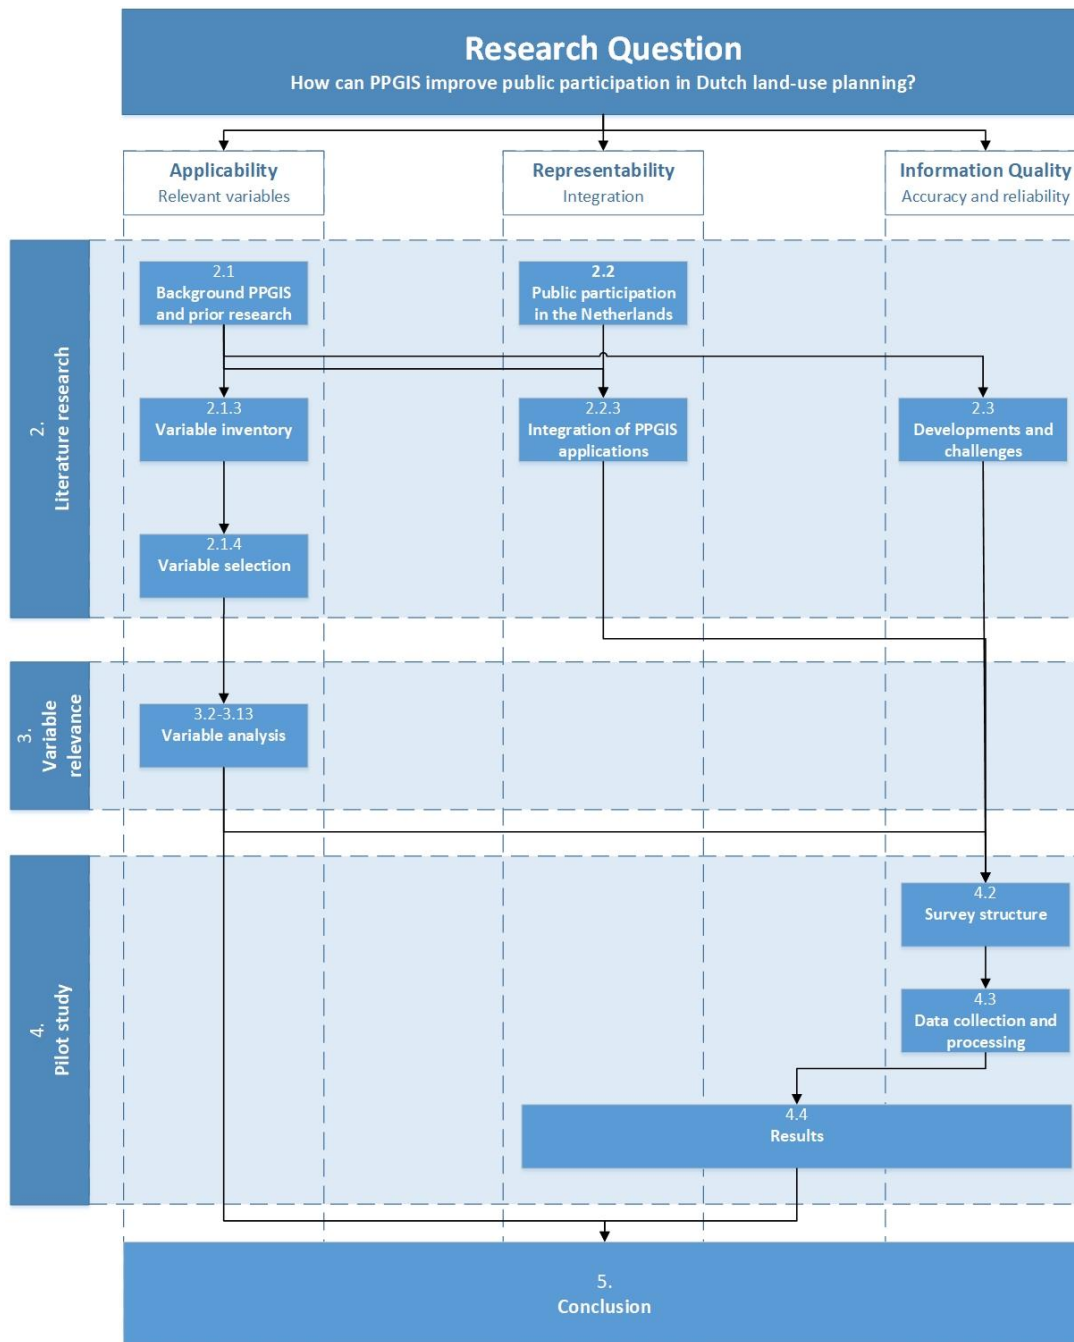 Research Question
How can PPGIS improve public participation in Dutch land-use planning?
Applicability
Relevant variables
Representability
Integration
Information Quality
Accuracy and reliability
2.
Literature research
2.1
Background PPGIS
and prior research
2.2
Public participation
in the Netherlands
2.1.3
Variable inventory
2.2.3
Integration of PPGIS
applications
2.3
Developments and
challenges
2.1.4
Variable selection
3.
Variable
relevance
3.2-3.13
Variable analysis
4.
Pilot study
4.2
Survey structure
4.3
Data collection and
processing
4.4
Results
5.
Conclusion